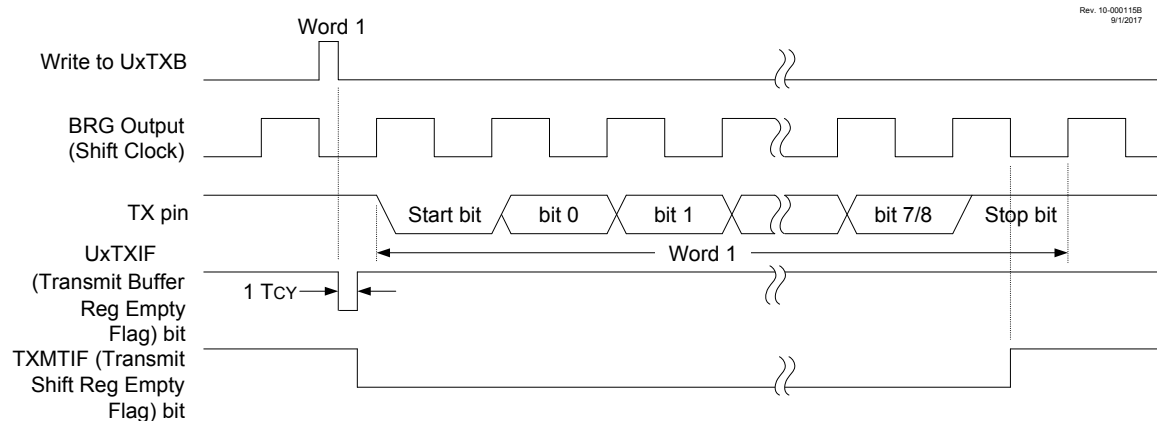 Rev. 10-000115B
9/1/2017
Word 1
Write to UxTXB
BRG Output
(Shift Clock)
TX pin
Start bit
bit 0
bit 1
bit 7/8
Stop bit
Word 1
UxTXIF
(Transmit Buffer
Reg Empty
Flag) bit
1 TCY
TXMTIF (Transmit
Shift Reg Empty
Flag) bit